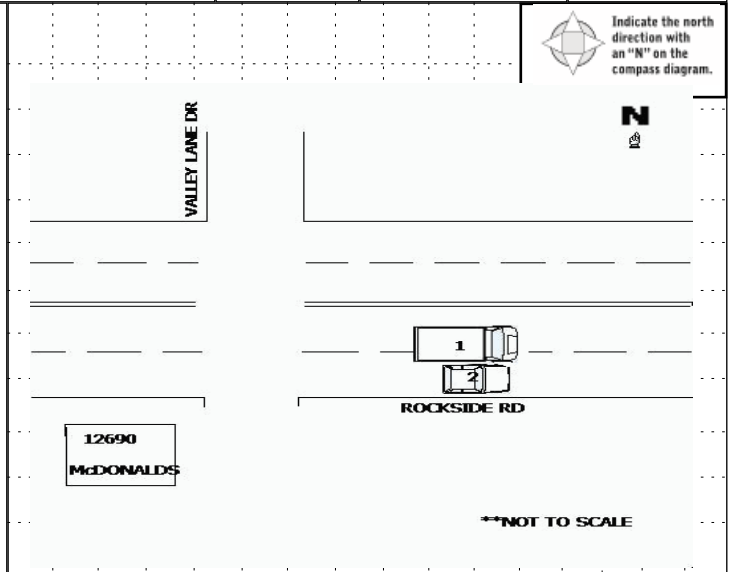 Indicate the north
direction with
an “N” on the
compass diagram.
N
VALLEY LANE DR
1
2
ROCKSIDE RD
12690
McDONALDS
**NOT TO SCALE